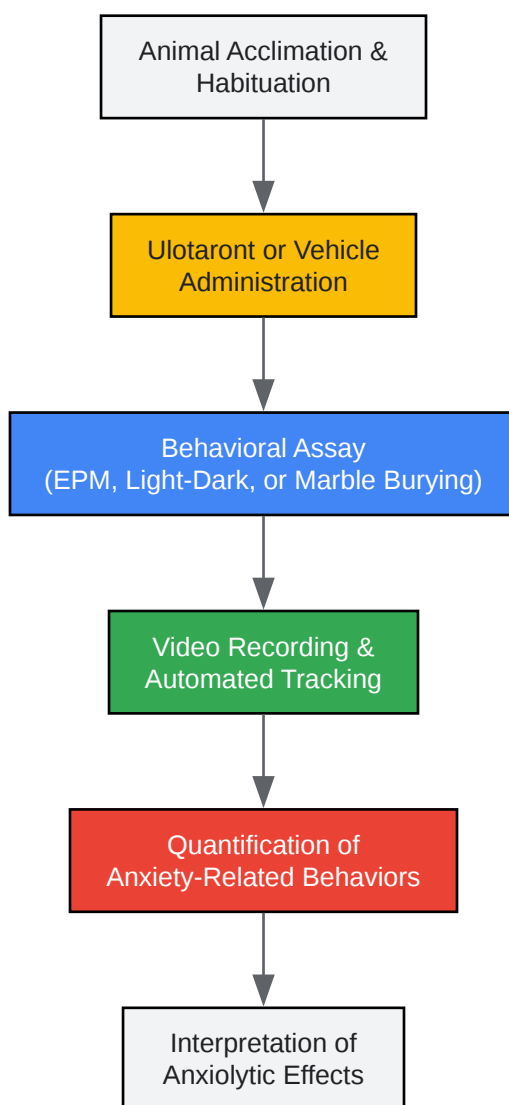 Animal Acclimation &
Habituation
Ulotaront or Vehicle
Administration
Behavioral Assay
(EPM, Light-Dark, or Marble Burying)
Video Recording &
Automated Tracking
Quantification of
Anxiety-Related Behaviors
Interpretation of
Anxiolytic Effects